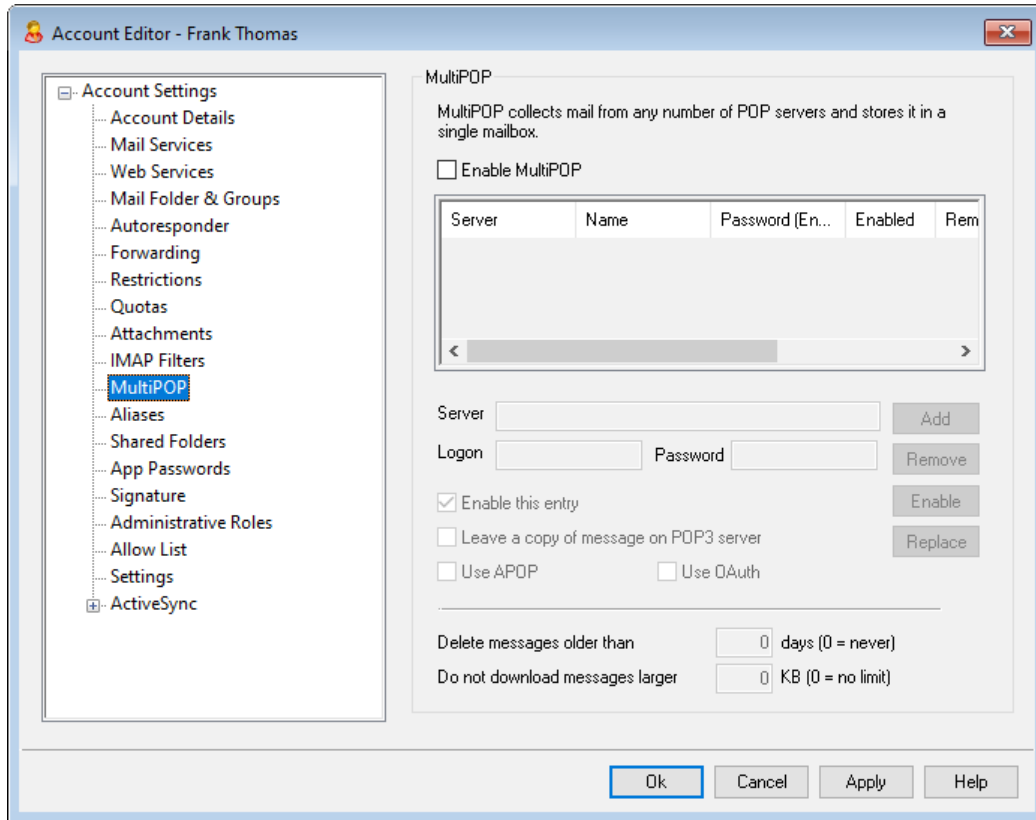 Account Editor - Frank Thomas
Account Settings
Account Details
Mail Services
Web Services
Mail Folder & Groups
Autoresponder
Forwarding
Restrictions
Quotas
Attachments
IMAP Filters
MultiPOP
Aliases
Shared Folders
App Passwords
Signature
Administrative Roles
Allow List
Settings
ActiveSync
MultiPOP
MultiPOP collects mail from any number of POP servers and stores it in a
single mailbox.
Enable MultiPOP
Server Name Password (En... Enabled Rem
Server Add
Logon Password Remove
Enable this entry Enable
Leave a copy of message on POP3 server Replace
Use APOP Use OAuth
Delete messages older than 0 days (0 = never)
Do not download messages larger 0 KB (0 = no limit)
Ok Cancel Apply Help